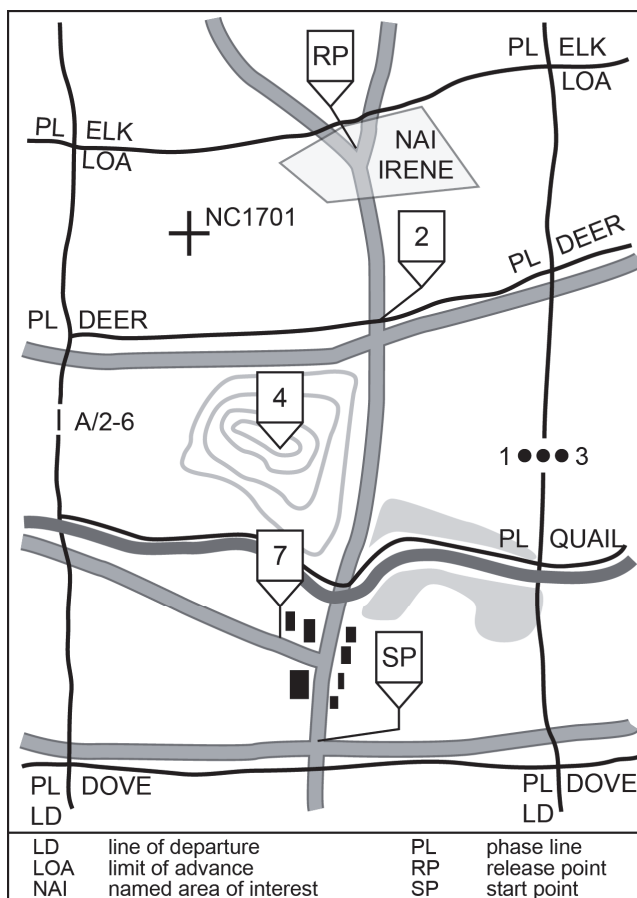 RP
PL ELK
LOA
PL ELK
LOA
NAI
IRENE
NC1701
2
PL DEER
PL DEER
4
A/2-6
1 ●●● 3
7
PL QUAIL
SP
PL DOVE
LD
PL DOVE
LD
LD line of departure PL phase line
LOA limit of advance RP release point
NAI named area of interest SP start point